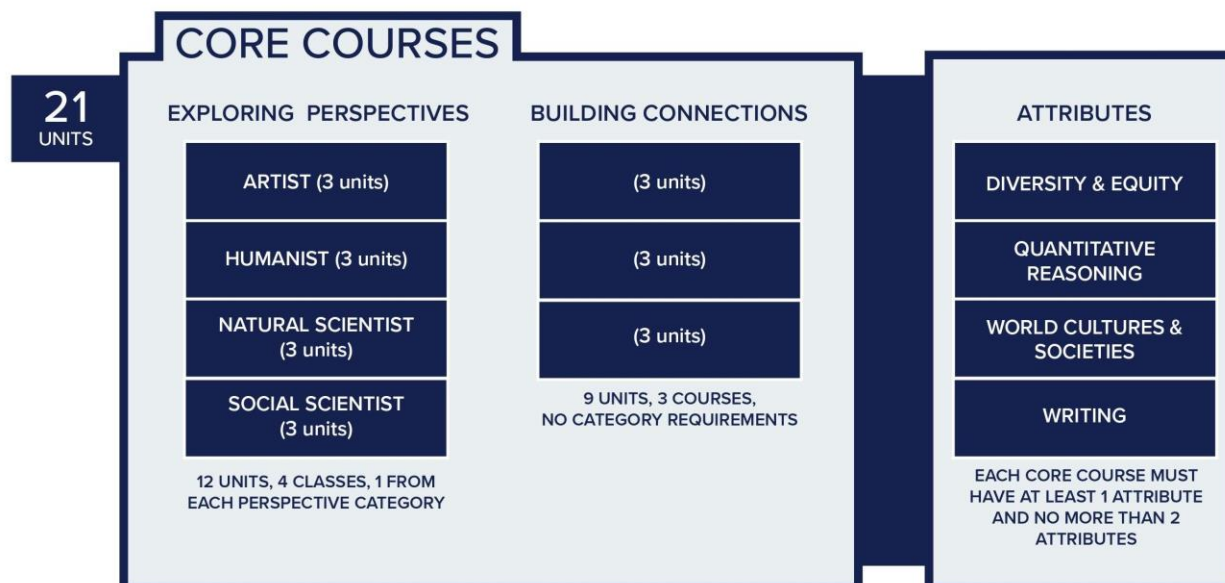 CORE COURSES
21
UNITS
EXPLORING PERSPECTIVES
ARTIST (3 units)
HUMANIST (3 units)
NATURAL SCIENTIST
(3 units)
SOCIAL SCIENTIST
(3 units)
12 UNITS, 4 CLASSES, 1 FROM
EACH PERSPECTIVE CATEGORY
BUILDING CONNECTIONS
(3 units)
(3 units)
(3 units)
9 UNITS, 3 COURSES,
NO CATEGORY REQUIREMENTS
ATTRIBUTES
DIVERSITY & EQUITY
QUANTITATIVE
REASONING
WORLD CULTURES &
SOCIETIES
WRITING
EACH CORE COURSE MUST
HAVE AT LEAST 1 ATTRIBUTE
AND NO MORE THAN 2
ATTRIBUTES